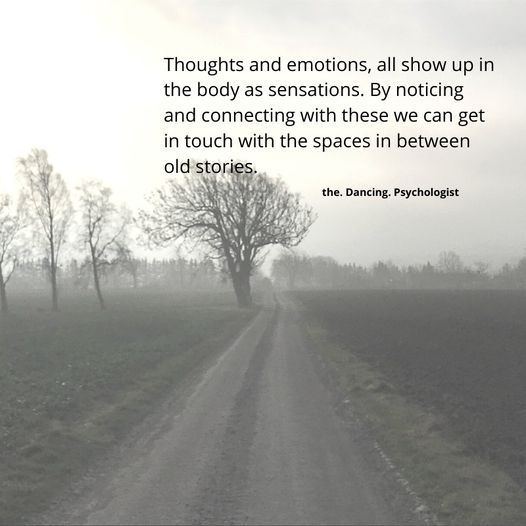 Thoughts and emotions, all show up in
the body as sensations. By noticing
and connecting with these we can get
in touch with the spaces in between
old stories.
the. Dancing. Psychologist